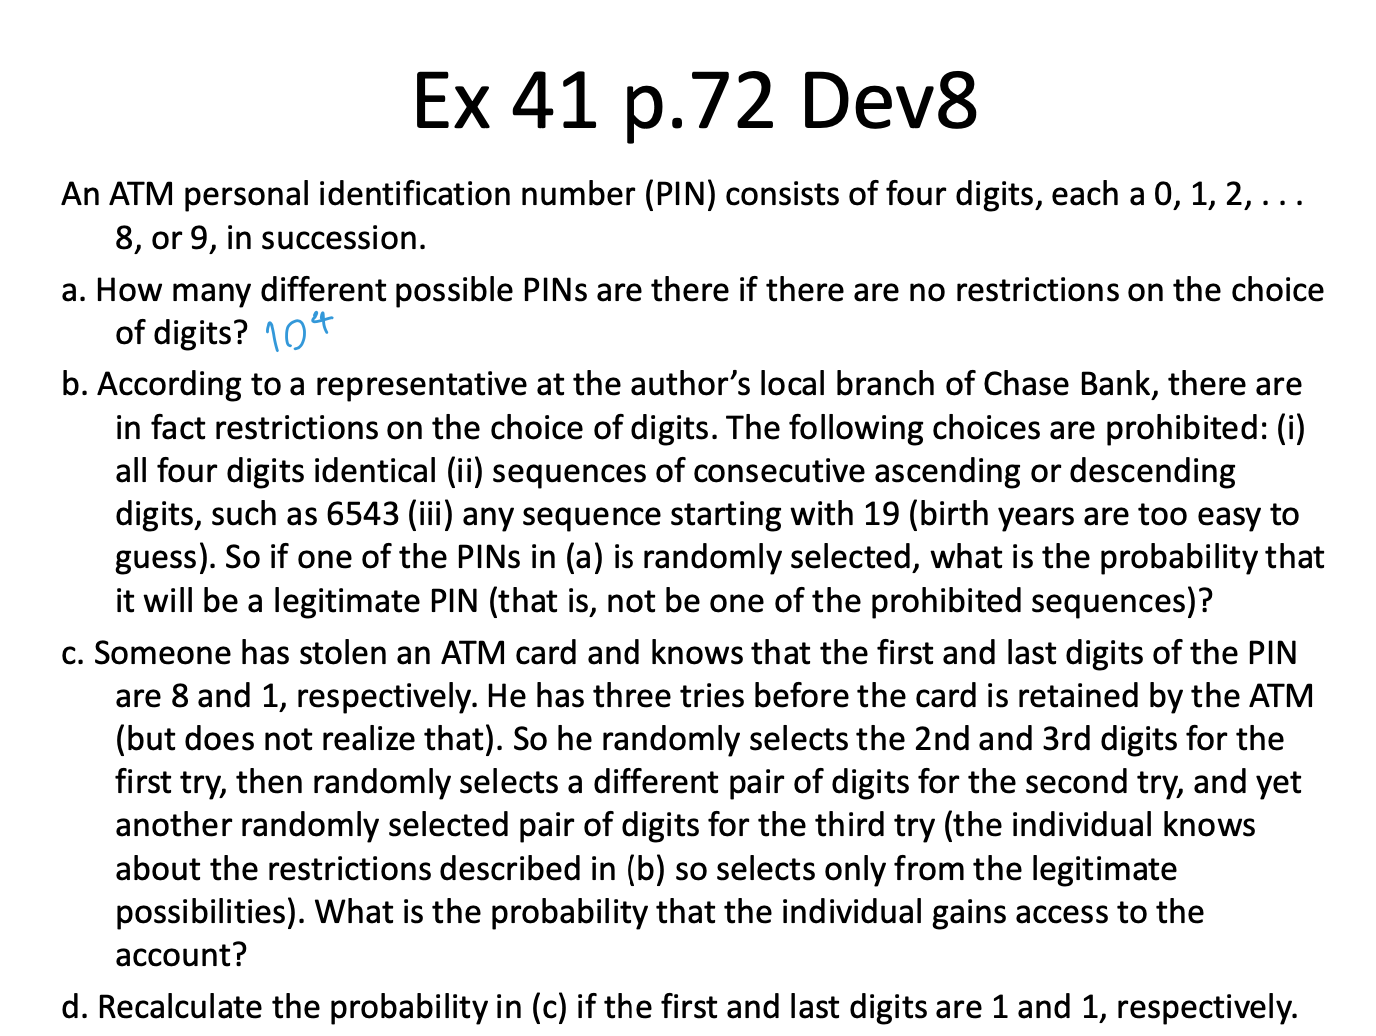 Ex 41 p.72 Dev8
An ATM personal identification number (PIN) consists of four digits, each a 0, 1, 2, . . .
8, or 9, in succession.
a. How many different possible PINs are there if there are no restrictions on the choice
of digits? 10⁴
b. According to a representative at the author’s local branch of Chase Bank, there are
in fact restrictions on the choice of digits. The following choices are prohibited: (i)
all four digits identical (ii) sequences of consecutive ascending or descending
digits, such as 6543 (iii) any sequence starting with 19 (birth years are too easy to
guess). So if one of the PINs in (a) is randomly selected, what is the probability that
it will be a legitimate PIN (that is, not be one of the prohibited sequences)?
c. Someone has stolen an ATM card and knows that the first and last digits of the PIN
are 8 and 1, respectively. He has three tries before the card is retained by the ATM
(but does not realize that). So he randomly selects the 2nd and 3rd digits for the
first try, then randomly selects a different pair of digits for the second try, and yet
another randomly selected pair of digits for the third try (the individual knows
about the restrictions described in (b) so selects only from the legitimate
possibilities). What is the probability that the individual gains access to the
account?
d. Recalculate the probability in (c) if the first and last digits are 1 and 1, respectively.